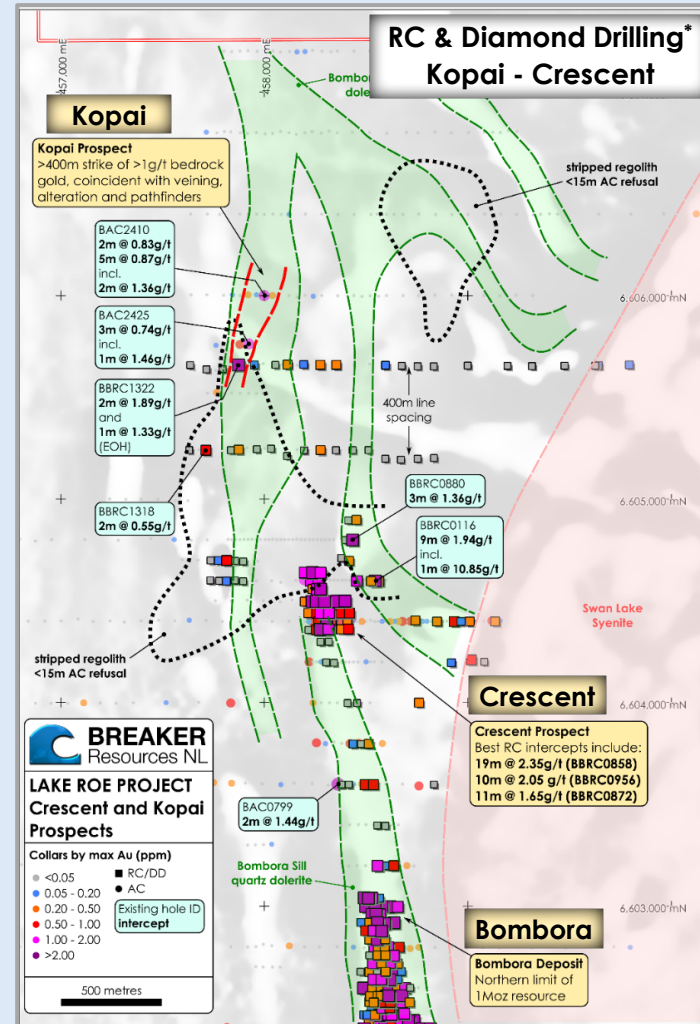 RC & Diamond Drilling*
Kopai - Crescent
457,000 mE
458,000 mE
Kopai
Kopai Prospect
>400m strike of >1g/t bedrock
gold, coincident with veining,
alteration and pathfinders
stripped regolith
<15m AC refusal
BAC2410
2m @ 0.83g/t
5m @ 0.87g/t
incl.
2m @ 1.36g/t
6,606,000 mN
BAC2425
3m @ 0.74g/t
incl.
1m @ 1.46g/t
BBRC1322
2m @ 1.89g/t
and
1m @ 1.33g/t
(EOH)
400m line
spacing
BBRC0880
3m @ 1.36g/t
6,605,000 mN
BBRC1318
2m @ 0.55g/t
BBRC0116
9m @ 1.94g/t
incl.
1m @ 10.85g/t
Swan Lake
Syenite
stripped regolith
<15m AC refusal
Crescent
6,604,000 mN
Crescent Prospect
Best RC intercepts include:
19m @ 2.35g/t (BBRC0858)
10m @ 2.05 g/t (BBRC0956)
11m @ 1.65g/t (BBRC0872)
BREAKER
Resources NL
LAKE ROE PROJECT
Crescent and Kopai
Prospects
Collars by max Au (ppm)
<0.05
0.05 - 0.20
0.20 - 0.50
0.50 - 1.00
1.00 - 2.00
>2.00
RC/DD
AC
Existing hole ID
intercept
500 metres
BAC0799
2m @ 1.44g/t
Bombora Sill
quartz dolerite
6,603,000 mN
Bombora
Bombora Deposit
Northern limit of
1Moz resource